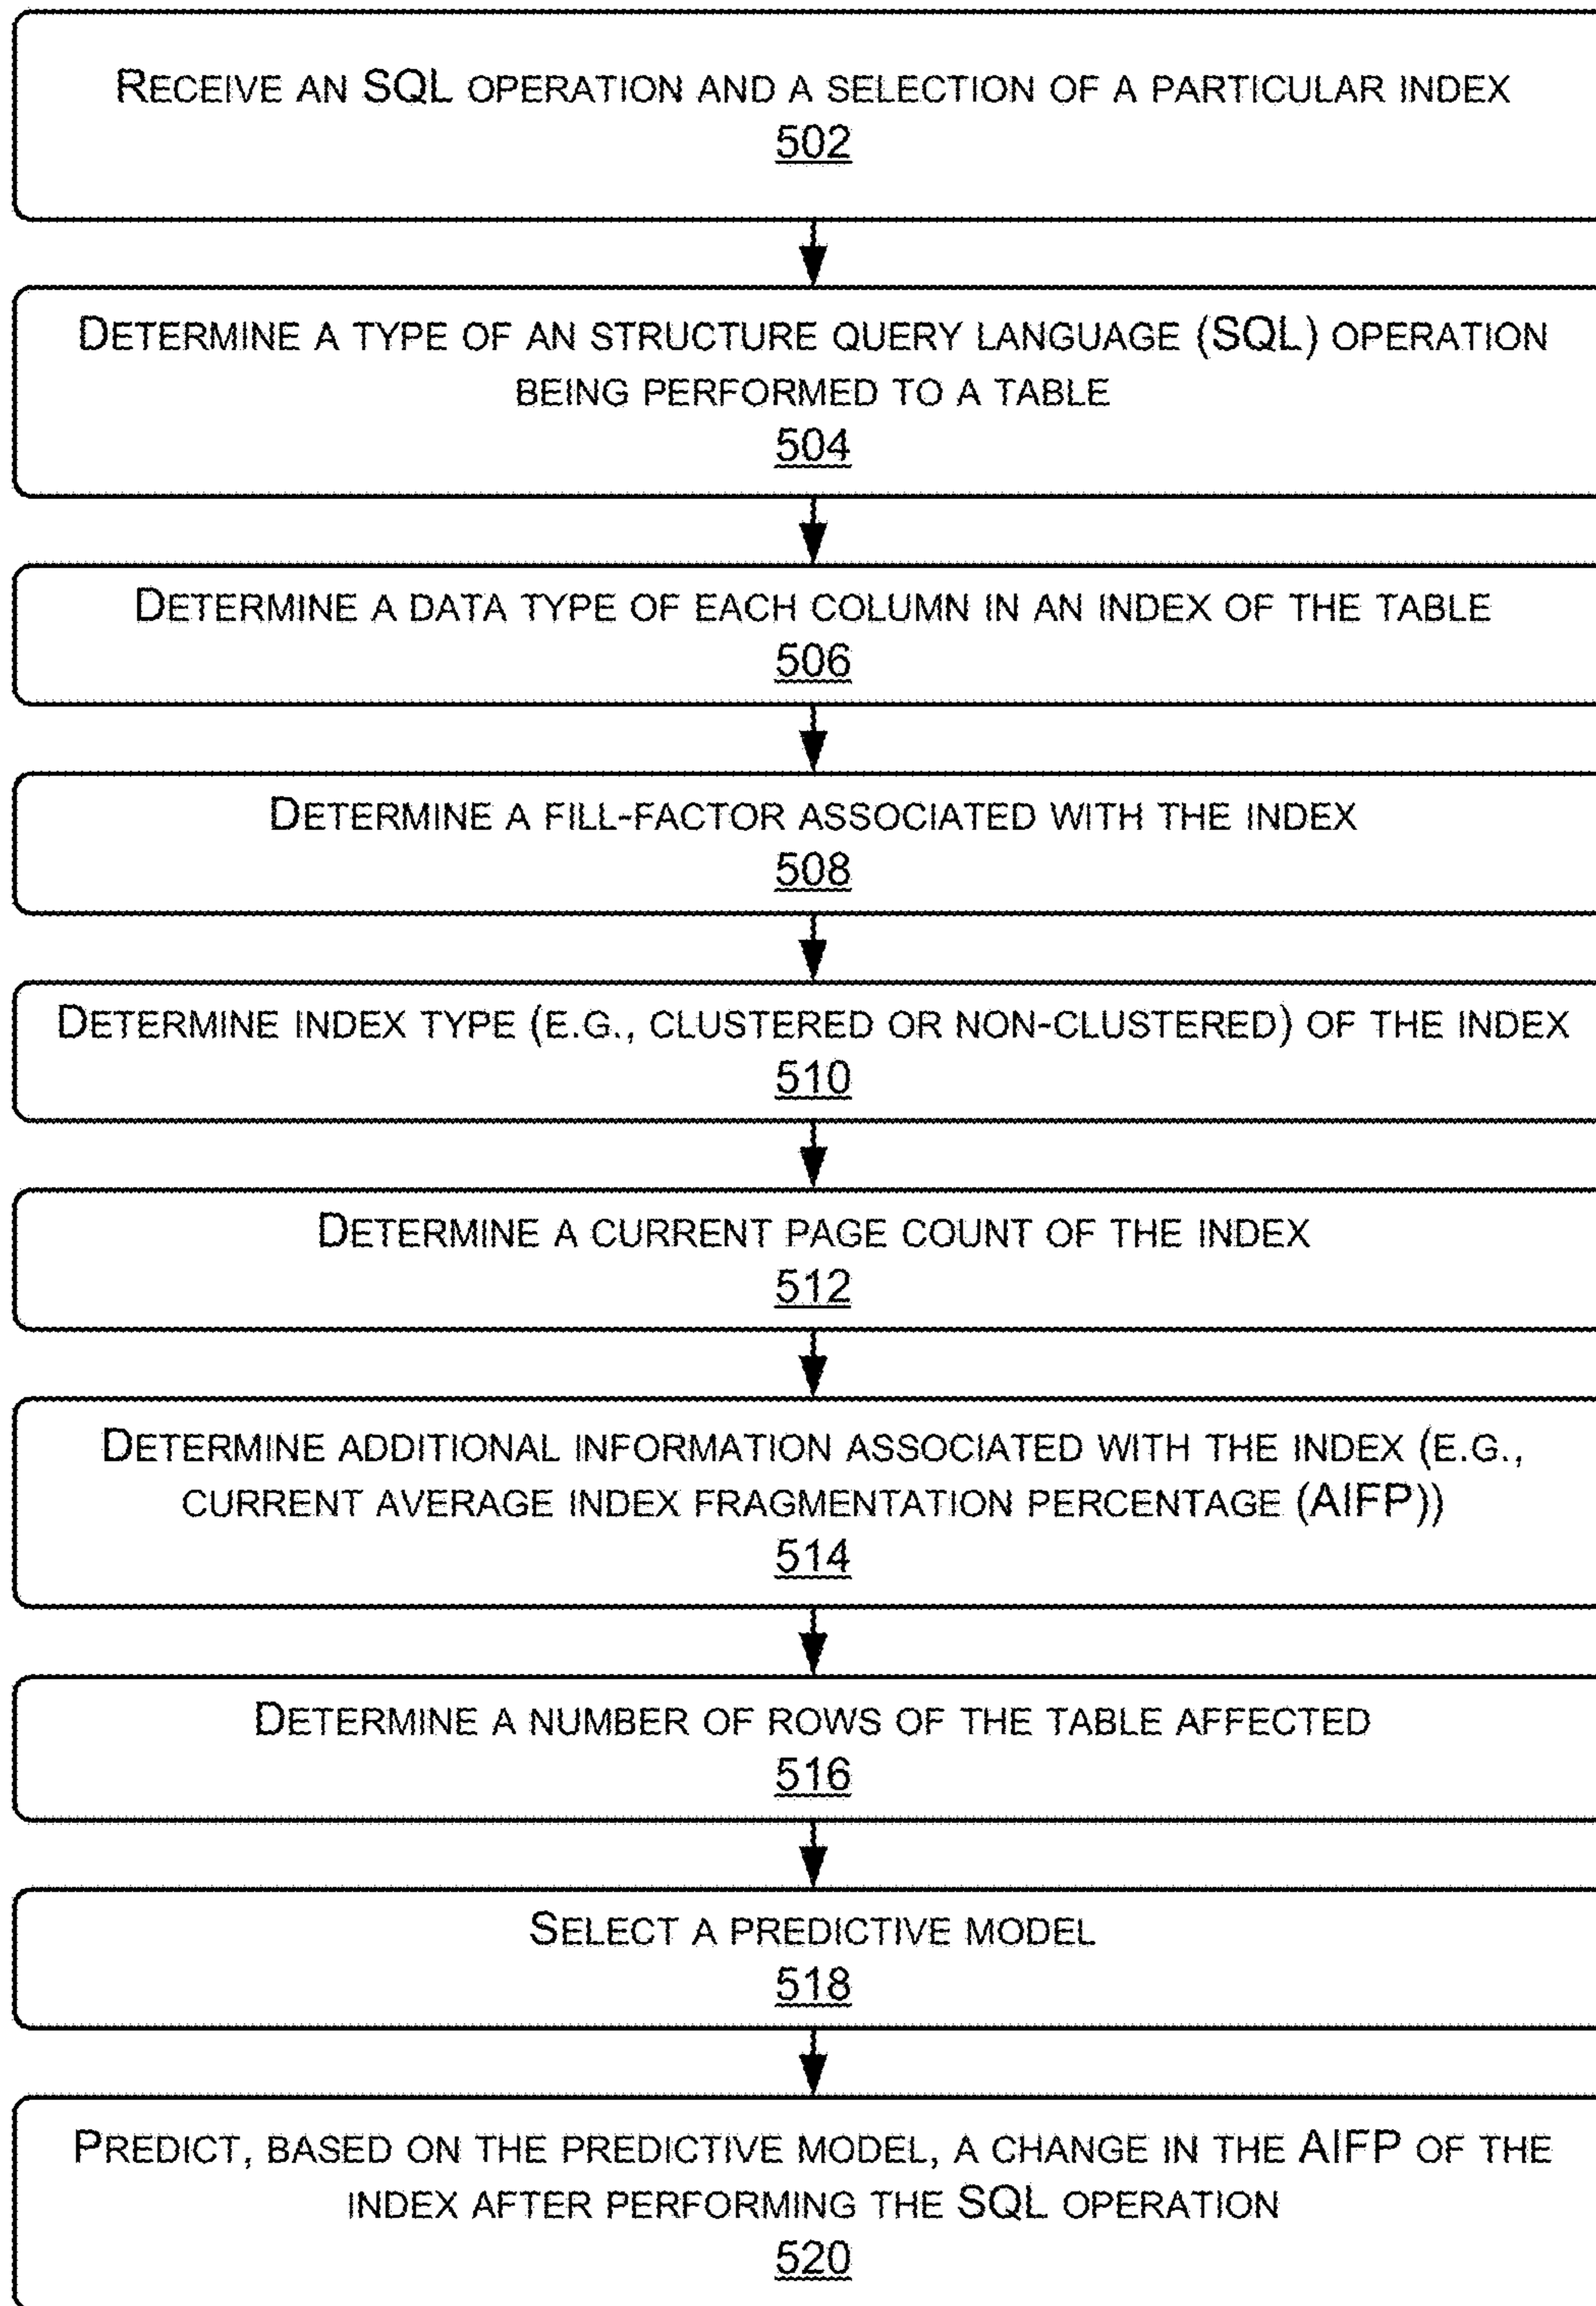 RECEIVE AN SQL OPERATION AND A SELECTION OF A PARTICULAR INDEX
502
DETERMINE A TYPE OF AN STRUCTURE QUERY LANGUAGE (SQL) OPERATION
BEING PERFORMED TO A TABLE
504
DETERMINE A DATA TYPE OF EACH COLUMN IN AN INDEX OF THE TABLE
506
DETERMINE A FILL-FACTOR ASSOCIATED WITH THE INDEX
508
DETERMINE INDEX TYPE (E.G., CLUSTERED OR NON-CLUSTERED) OF THE INDEX
510
DETERMINE A CURRENT PAGE COUNT OF THE INDEX
512
DETERMINE ADDITIONAL INFORMATION ASSOCIATED WITH THE INDEX (E.G.,
CURRENT AVERAGE INDEX FRAGMENTATION PERCENTAGE (AIFP))
514
DETERMINE A NUMBER OF ROWS OF THE TABLE AFFECTED
516
SELECT A PREDICTIVE MODEL
518
PREDICT, BASED ON THE PREDICTIVE MODEL, A CHANGE IN THE AIFP OF THE
INDEX AFTER PERFORMING THE SQL OPERATION
520